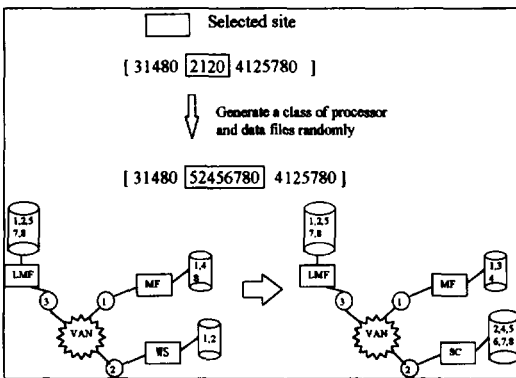 Selected site
[ 31480 2120 4125780 ]
Generate a class of processor
and data files randomly
[ 31480 52456780 4125780 ]
1,2,5
7,8
LMF
3
1
MF
1,4
8
VAN
2
WS
1,2
1,2,5
7,8
LMF
3
1
MF
1,3
4
VAN
2
SC
2,4,5
6,7,8